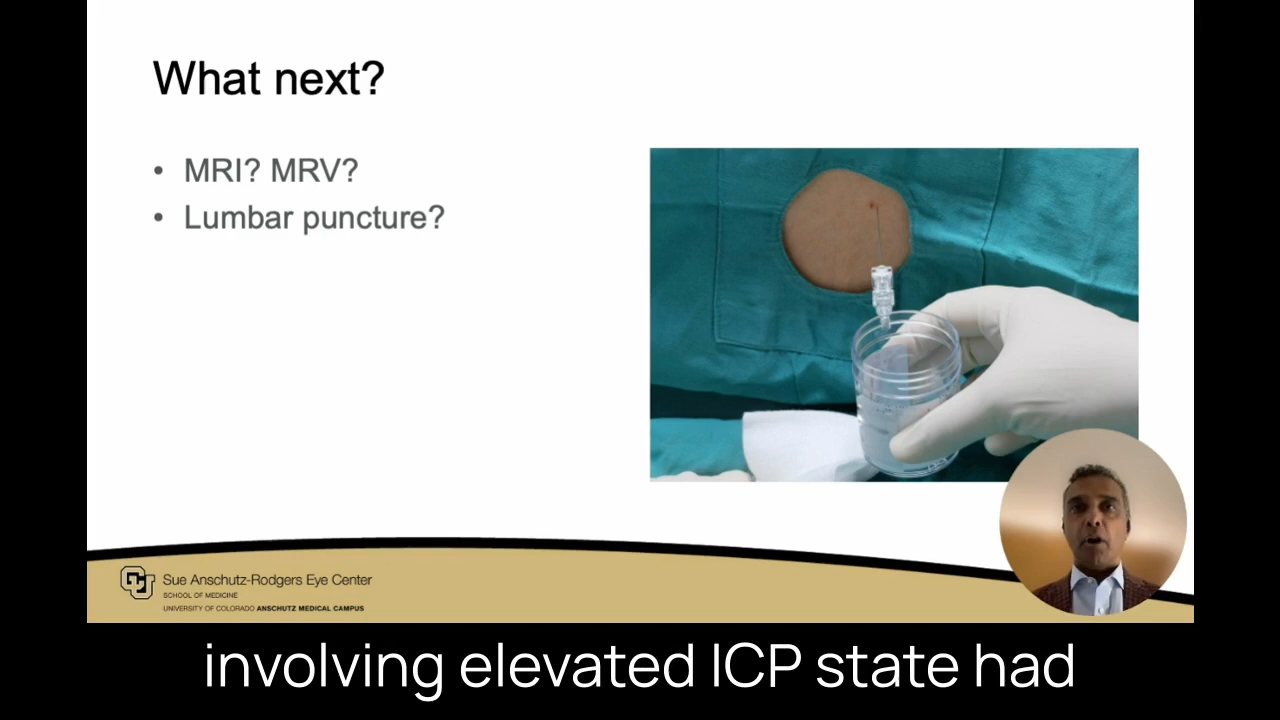 What next?
• MRI? MRV?
• Lumbar puncture?
Sue Anschutz-Rodgers Eye Center
SCHOOL OF MEDICINE
UNIVERSITY OF COLORADO ANSCHUTZ MEDICAL CAMPUS
involving elevated ICP state had